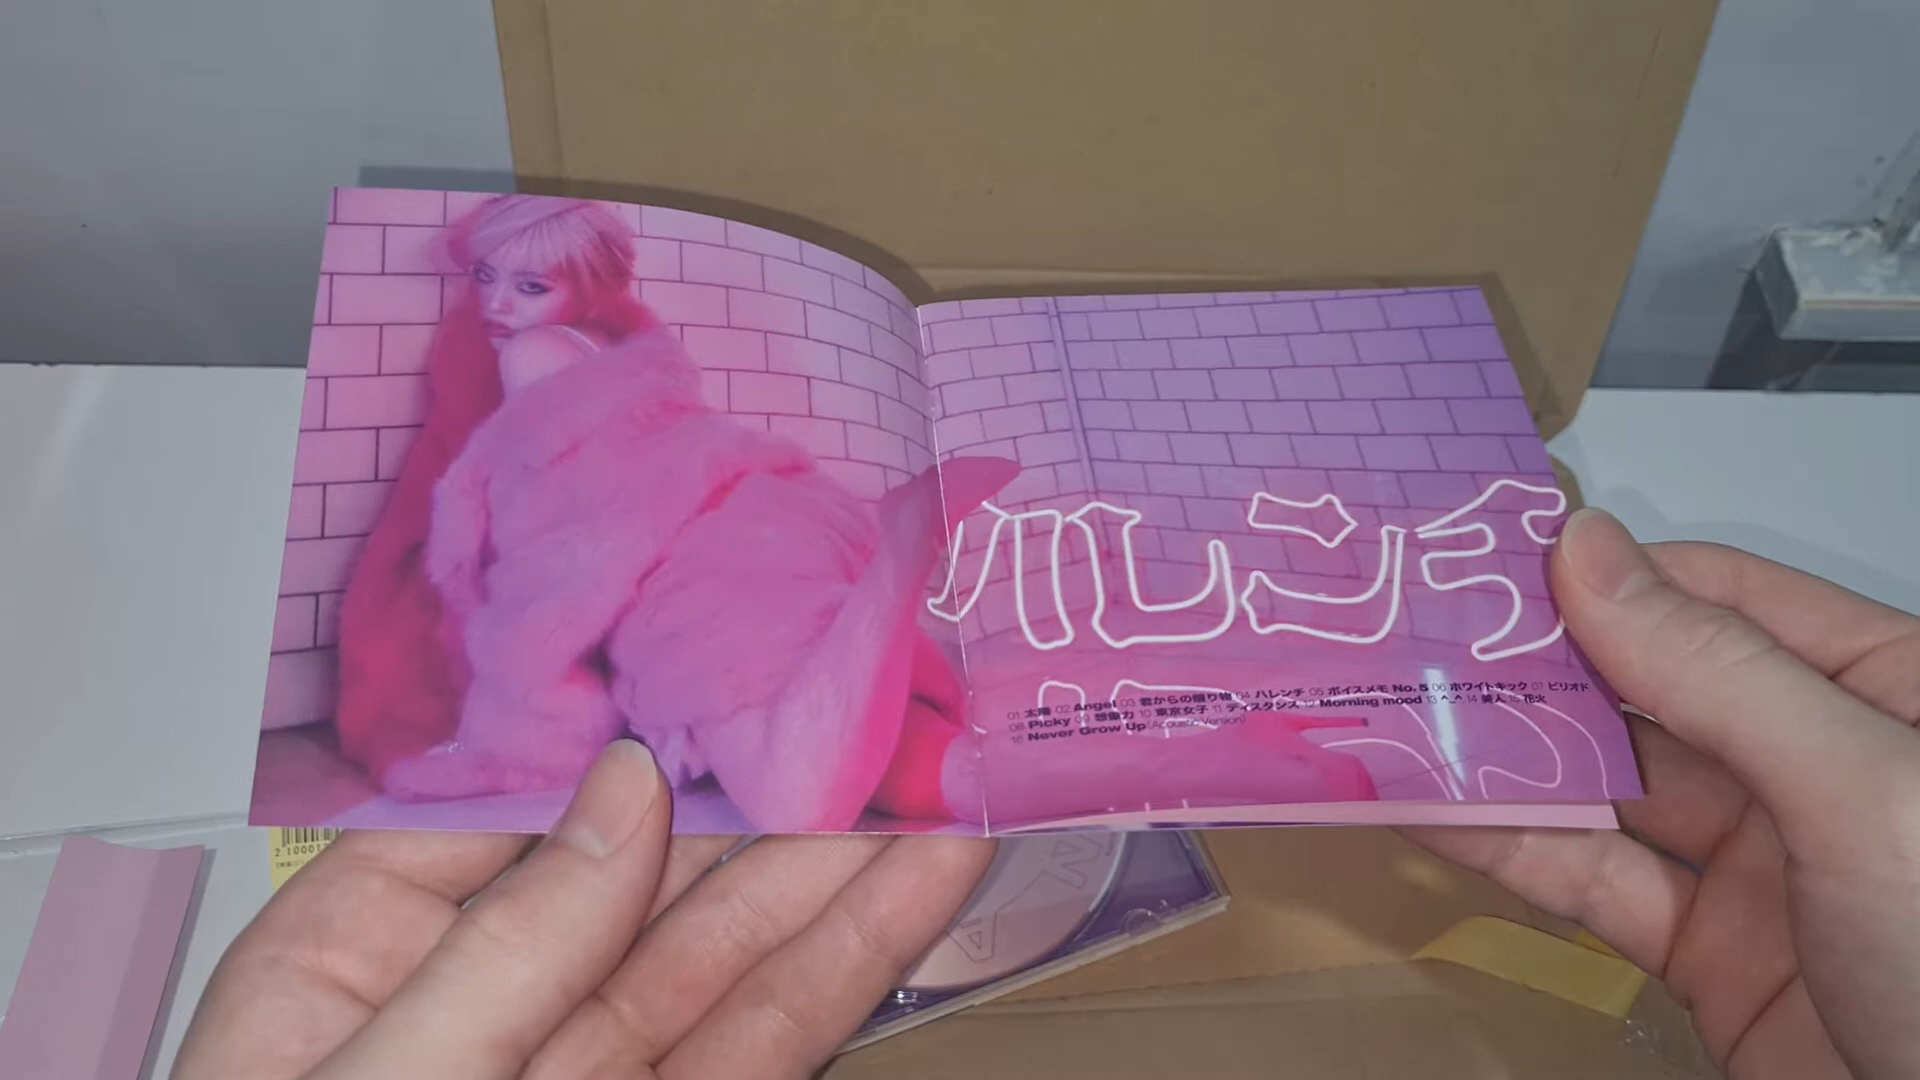 ハレンチ
01 太陽 02 Angel 03 君からの贈り物 04 ハレンチ 05 ボイスメモ No. 5 06 ホワイトキック 07 ピリオド
08 Picky 09 想像力 10 東京女子 11 ディスタンス 12 Morning mood 13 ^_^ 14 美人 15 花火
16 Never Grow Up (Acoustic Version)